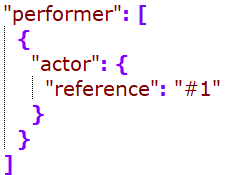 "performer": [
  {
    "actor": {
      "reference": "#1"
    }
  }
]